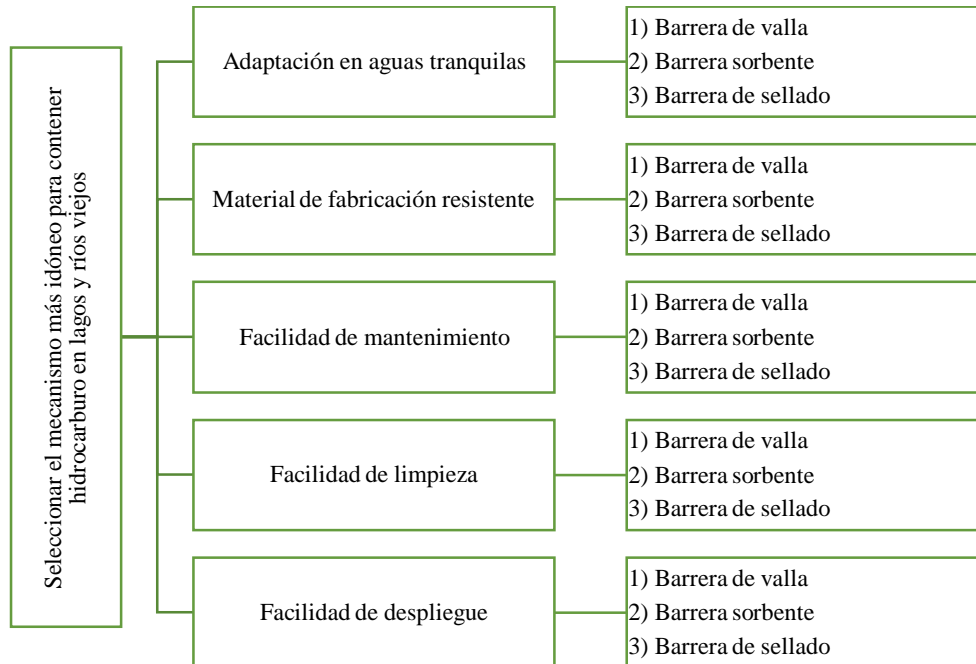 Seleccionar el mecanismo más idóneo para contener
hidrocarburo en lagos y ríos viejos
Adaptación en aguas tranquilas
1) Barrera de valla
2) Barrera sorbente
3) Barrera de sellado
Material de fabricación resistente
1) Barrera de valla
2) Barrera sorbente
3) Barrera de sellado
Facilidad de mantenimiento
1) Barrera de valla
2) Barrera sorbente
3) Barrera de sellado
Facilidad de limpieza
1) Barrera de valla
2) Barrera sorbente
3) Barrera de sellado
Facilidad de despliegue
1) Barrera de valla
2) Barrera sorbente
3) Barrera de sellado